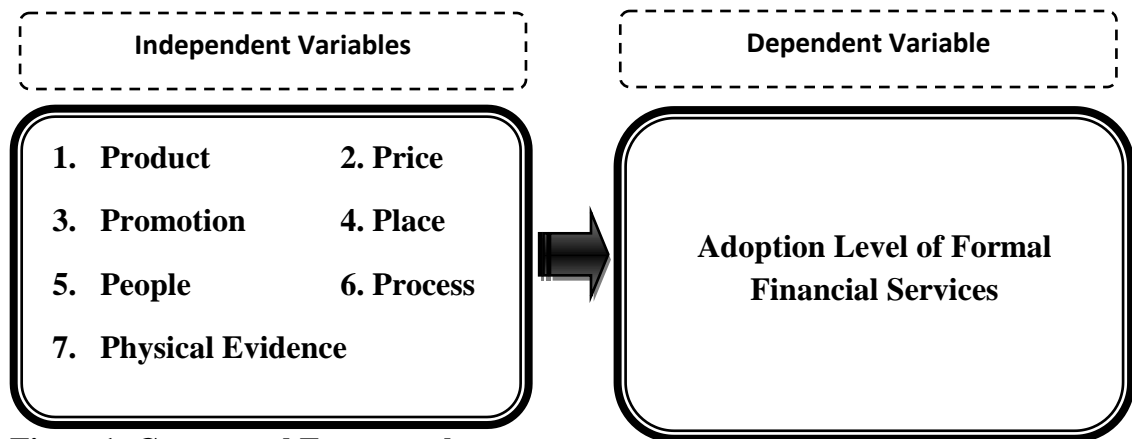 Independent Variables
Dependent Variable
1. Product 2. Price
3. Promotion 4. Place
5. People 6. Process
7. Physical Evidence
Adoption Level of Formal
Financial Services